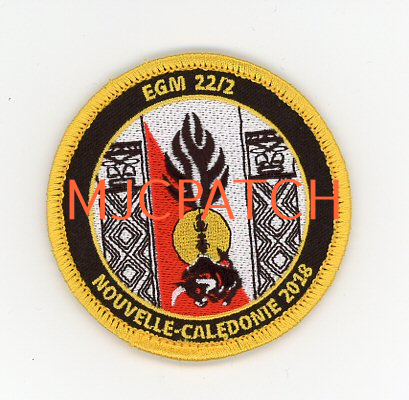 EGM 22/2
MJCPATCH
NOUVELLE-CALEDONIE 2018